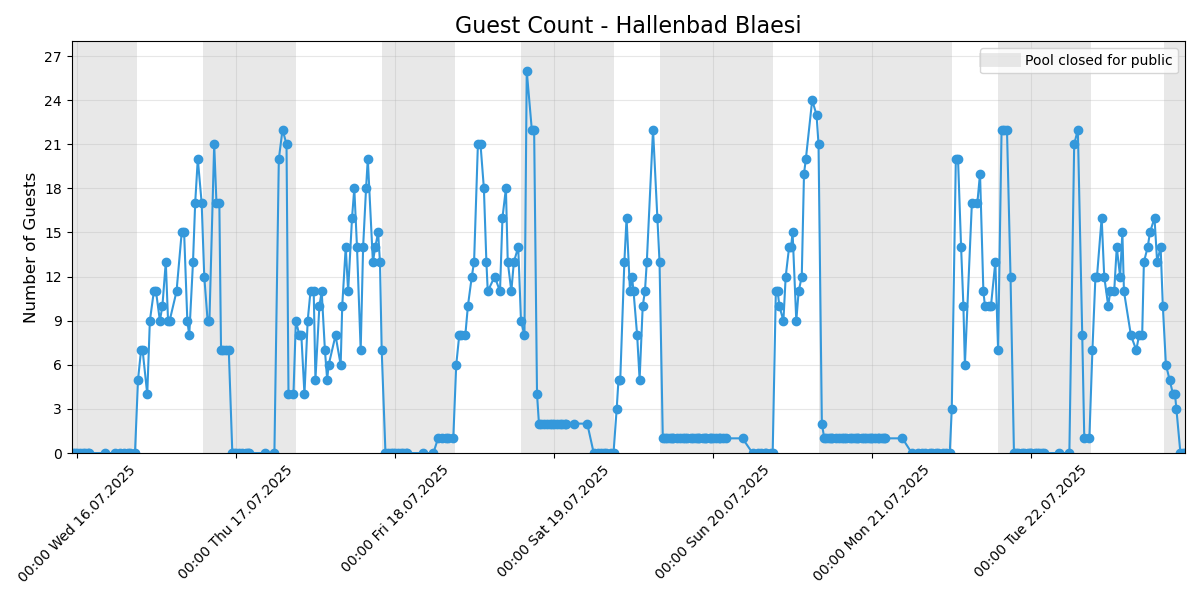 Guest Count - Hallenbad Blaesi
Pool closed for public
Number of Guests
27
24
21
18
15
12
9
6
3
0
00:00 Wed 16.07.2025
00:00 Thu 17.07.2025
00:00 Fri 18.07.2025
00:00 Sat 19.07.2025
00:00 Sun 20.07.2025
00:00 Mon 21.07.2025
00:00 Tue 22.07.2025